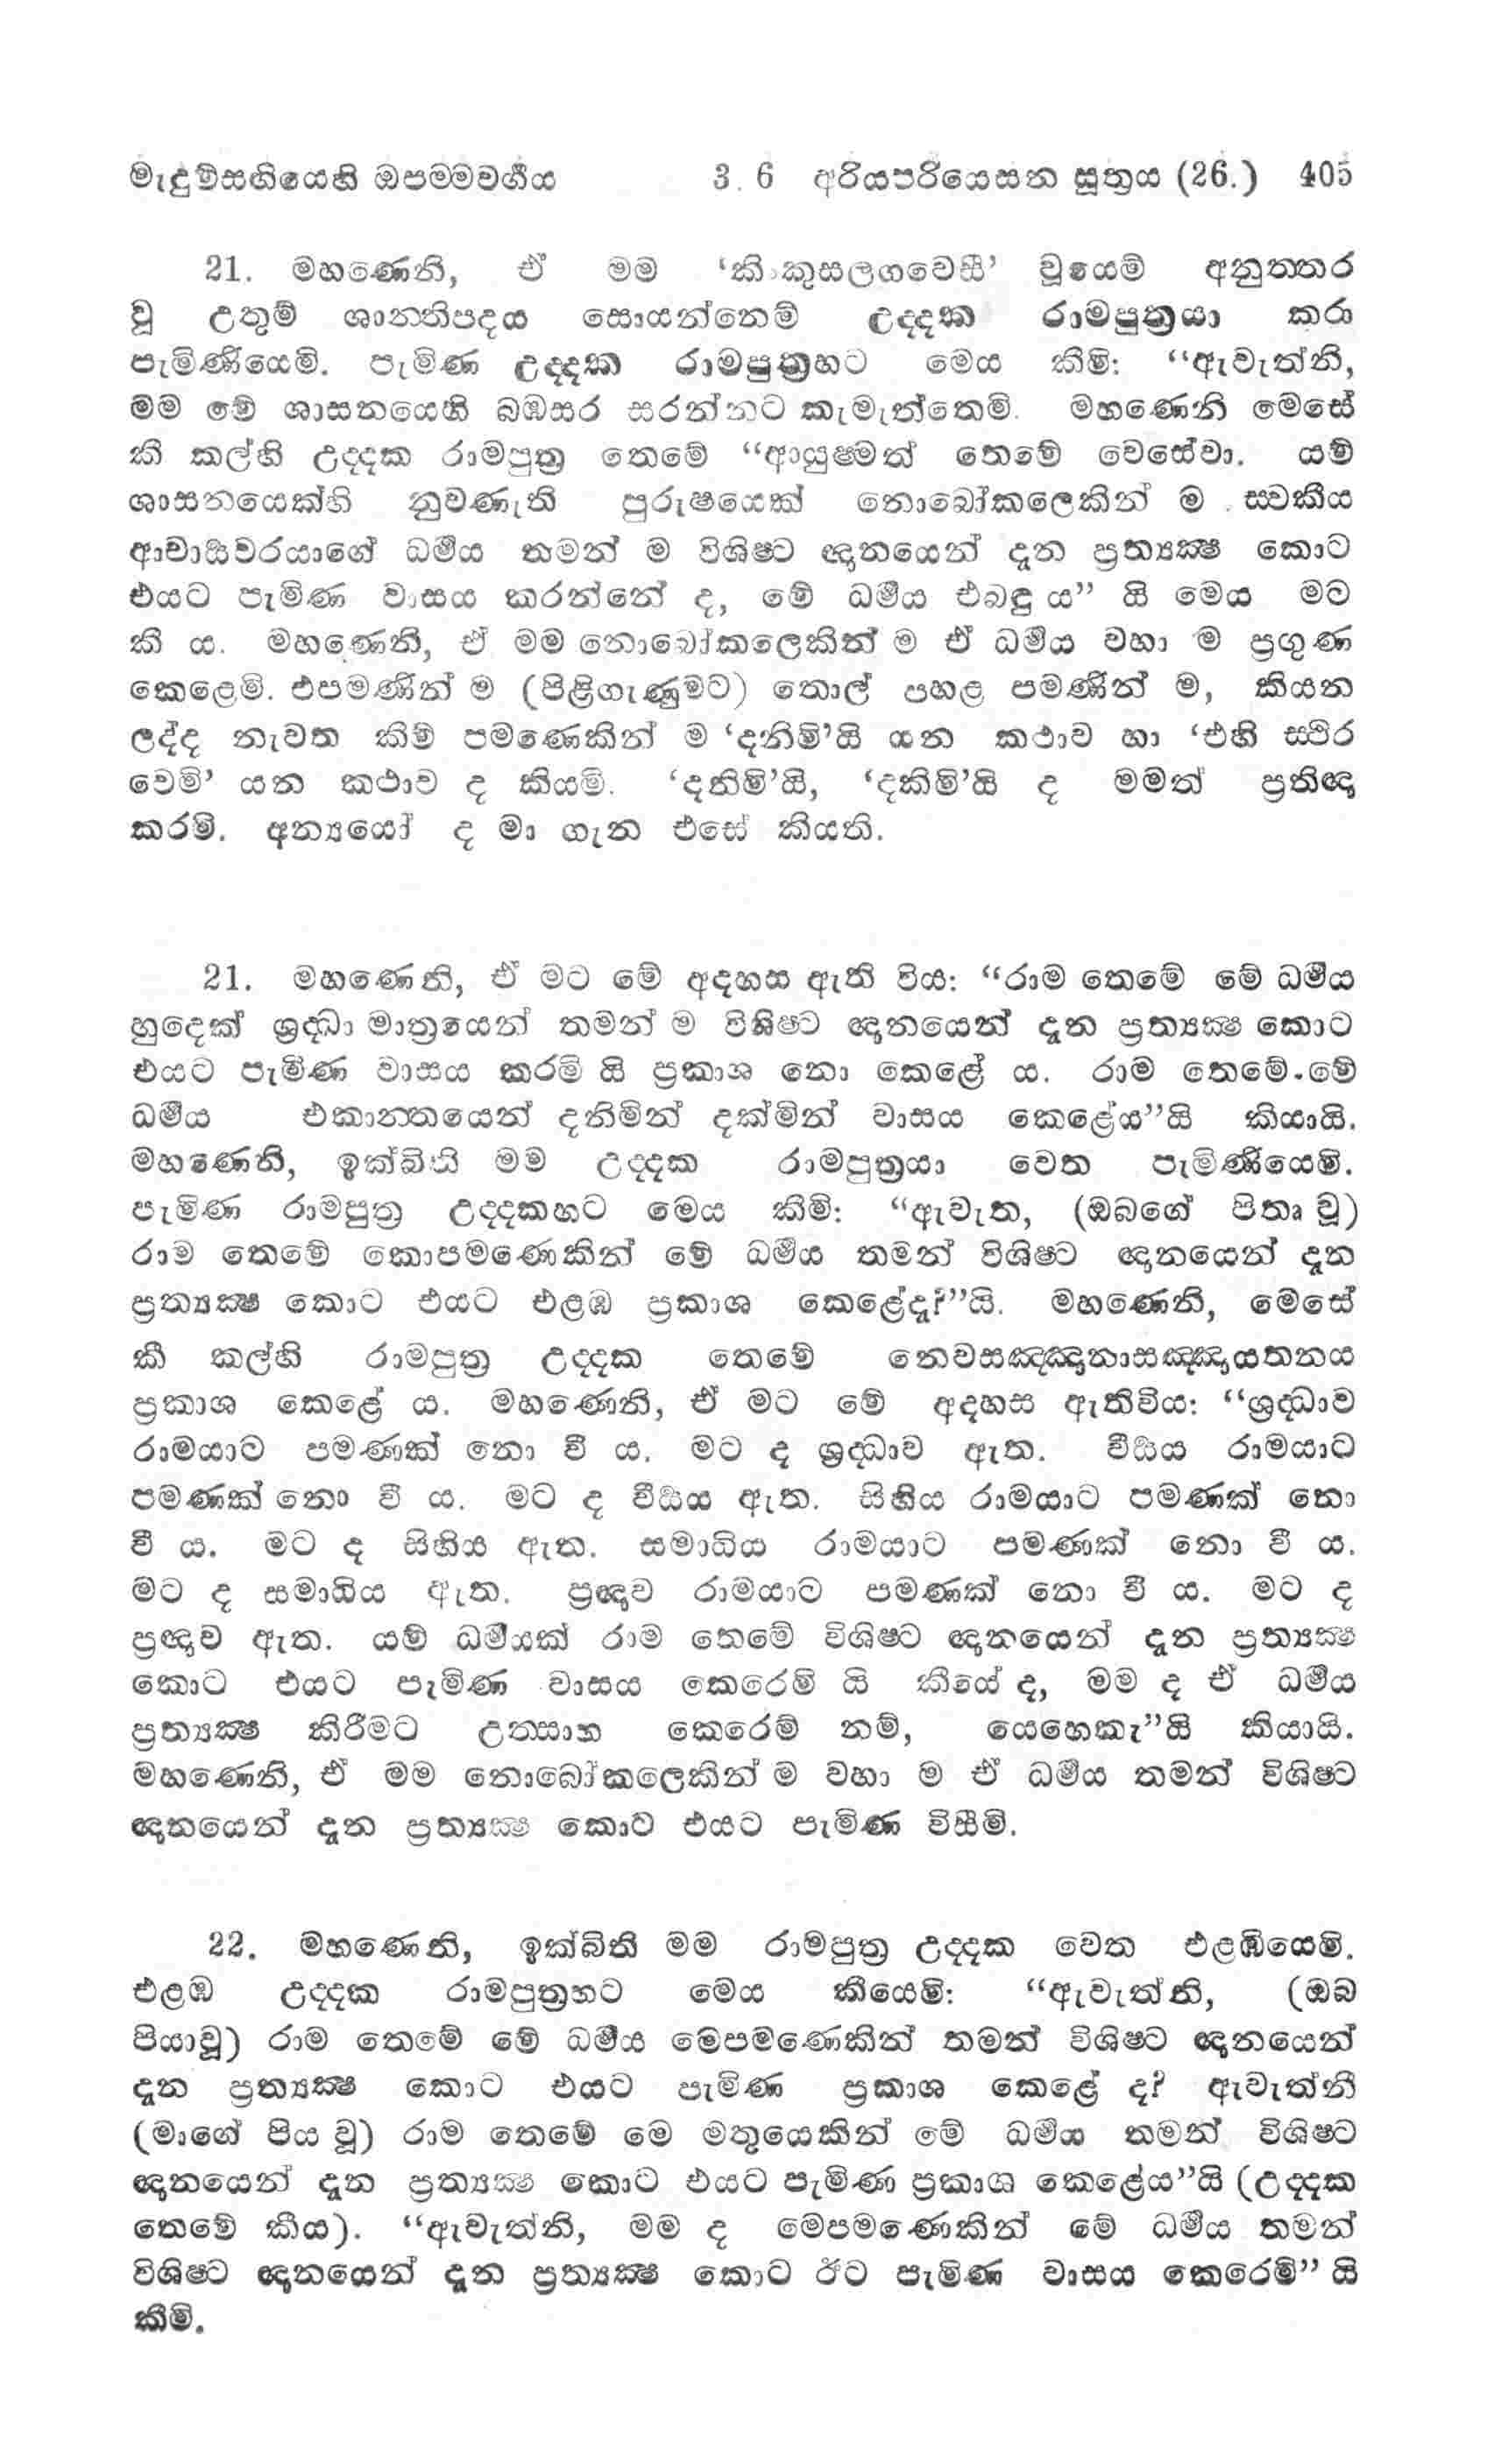 මැදුම්සඟියෙහි ඔපම්මවර්‍ගය 3. 6 අරියපරියෙසන සූත්‍රය (26.) 405
21. මහණෙනි, ඒ මම ‘කිංකුසලගවෙසී’ වූයෙම් අනුත්තර
වූ උතුම් ශාන්තිපදය සොයන්නෙම් උද්දක රාමපුත්‍රයා කරා
පැමිණියෙමි. පැමිණ උද්දක රාමපුත්‍රහට මෙය කීමි: “ඇවැත්නි,
මම මේ ශාසනයෙහි බඹසර සරන්නට කැමැත්තෙමි. මහණෙනි මෙසේ
කී කල්හි උද්දක රාමපුත්‍ර තෙමේ “ආයුෂ්මත් තෙමේ වෙසේවා. යම්
ශාසනයෙක්හි නුවණැති පුරුෂයෙක් නොබෝකලෙකින් ම ස්වකීය
ආචාර්‍ය්‍යවරයාගේ ධර්‍මය තමන් ම විශිෂ්ට ඥානයෙන් දැන ප්‍රත්‍යක්‍ෂ කොට
එයට පැමිණ වාසය කරන්නේ ද, මේ ධර්‍මය එබඳු ය” යි මෙය මට
කී ය. මහණෙනි, ඒ මම නොබෝකලෙකින් ම ඒ ධර්‍මය වහා ම ප්‍රගුණ
කෙළෙමි. එපමණින් ම (පිළිගැණුමට) තොල් පහළ පමණින් ම, කියන
ලද්ද නැවත කීම් පමණෙකින් ම ‘දනිමි’යි යන කථාව හා ‘එහි ස්ථිර
වෙමි’ යන කථාව ද කියමි. ‘දනිමි’යි, ‘දකිමි’යි ද මමත් ප්‍රතිඥා
කරමි. අන්‍යයෝ ද මා ගැන එසේ කියති.
21. මහණෙනි, ඒ මට මේ අදහස ඇති විය: “රාම තෙමේ මේ ධර්‍මය
හුදෙක් ශ්‍රද්ධා මාත්‍රයෙන් තමන් ම විශිෂ්ට ඥානයෙන් දැන ප්‍රත්‍යක්‍ෂ කොට
එයට පැමිණ වාසය කරමි යි ප්‍රකාශ නො කෙළේ ය. රාම තෙමේ මේ
ධර්‍මය එකාන්තයෙන් දනිමින් දක්මින් වාසය කෙළේය”යි කියායි.
මහණෙනි, ඉක්බිති මම උද්දක රාමපුත්‍රයා වෙත පැමිණියෙමි.
පැමිණ රාමපුත්‍ර උද්දකහට මෙය කීමි: “ඇවැත, (ඔබගේ පිතෘ වූ)
රාම තෙමේ කොපමණෙකින් මේ ධර්‍මය තමන් විශිෂ්ට ඥානයෙන් දැන
ප්‍රත්‍යක්‍ෂ කොට එයට එළඹ ප්‍රකාශ කෙළේදැ?”යි. මහණෙනි, මෙසේ
කී කල්හි රාමපුත්‍ර උද්දක තෙමේ නෙවසඤ්ඤානාසඤ්ඤායතනය
ප්‍රකාශ කෙළේ ය. මහණෙනි, ඒ මට මේ අදහස ඇතිවිය: “ශ්‍රද්ධාව
රාමයාට පමණක් නො වී ය. මට ද ශ්‍රද්ධාව ඇත. වීර්‍ය්‍යය රාමයාට
පමණක් නො වී ය. මට ද වීර්‍ය්‍යය ඇත. සිහිය රාමයාට පමණක් නො
වී ය. මට ද සිහිය ඇත. සමාධිය රාමයාට පමණක් නො වී ය.
මට ද සමාධිය ඇත. ප්‍රඥාව රාමයාට පමණක් නො වී ය. මට ද
ප්‍රඥාව ඇත. යම් ධර්‍මයක් රාම තෙමේ විශිෂ්ට ඥානයෙන් දැන ප්‍රත්‍යක්‍ෂ
කොට එයට පැමිණ වාසය කෙරෙමි යි කීයේ ද, මම ද ඒ ධර්‍මය
ප්‍රත්‍යක්‍ෂ කිරීමට උත්සාහ කෙරෙම් නම්, යෙහෙකැ”යි කියායි.
මහණෙනි, ඒ මම නොබෝකලෙකින් ම වහා ම ඒ ධර්‍මය තමන් විශිෂ්ට
ඥානයෙන් දැන ප්‍රත්‍යක්‍ෂ කොට එයට පැමිණ විසීමි.
22. මහණෙනි, ඉක්බිති මම රාමපුත්‍ර උද්දක වෙත එළඹියෙමි.
එළඹ උද්දක රාමපුත්‍රහට මෙය කීයෙමි: “ඇවැත්නි, (ඔබ
පියාවූ) රාම තෙමේ මේ ධර්‍මය මෙපමණෙකින් තමන් විශිෂ්ට ඥානයෙන්
දැන ප්‍රත්‍යක්‍ෂ කොට එයට පැමිණ ප්‍රකාශ කෙළේ ද? ඇවැත්නි
(මාගේ පිය වූ) රාම තෙමේ මෙ මතුයෙකින් මේ ධර්‍මය තමන් විශිෂ්ට
ඥානයෙන් දැන ප්‍රත්‍යක්‍ෂ කොට එයට පැමිණ ප්‍රකාශ කෙළේය”යි (උද්දක
තෙමේ කීය). “ඇවැත්නි, මම ද මෙපමණෙකින් මේ ධර්‍මය තමන්
විශිෂ්ට ඥානයෙන් දැන ප්‍රත්‍යක්‍ෂ කොට ඊට පැමිණ වාසය කෙරෙමි” යි
කීමි.